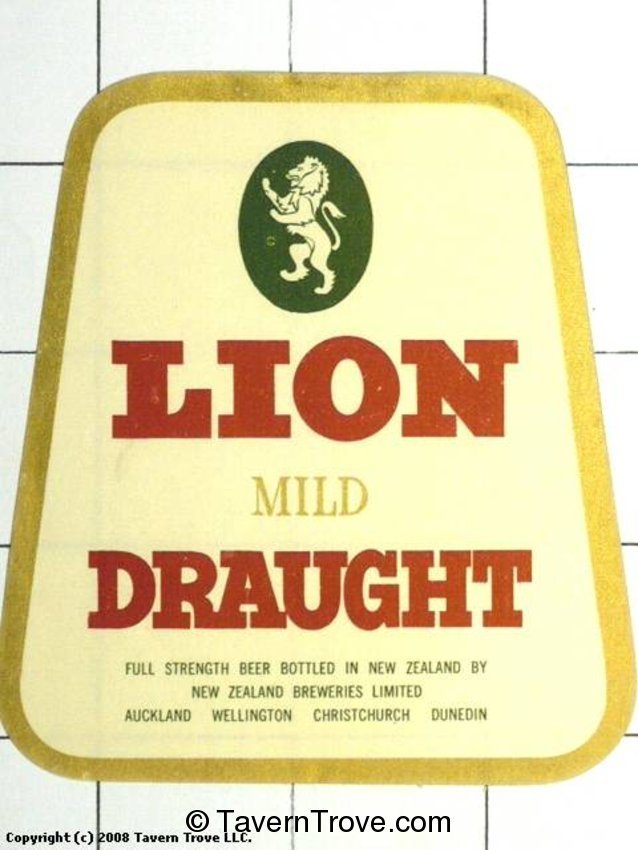 LION
MILD
DRAUGHT
FULL STRENGTH BEER BOTTLED IN NEW ZEALAND BY
NEW ZEALAND BREWERIES LIMITED
AUCKLAND WELLINGTON CHRISTCHURCH DUNEDIN
© TavernTrove.com
Copyright (c) 2008 Tavern Trove LLC.